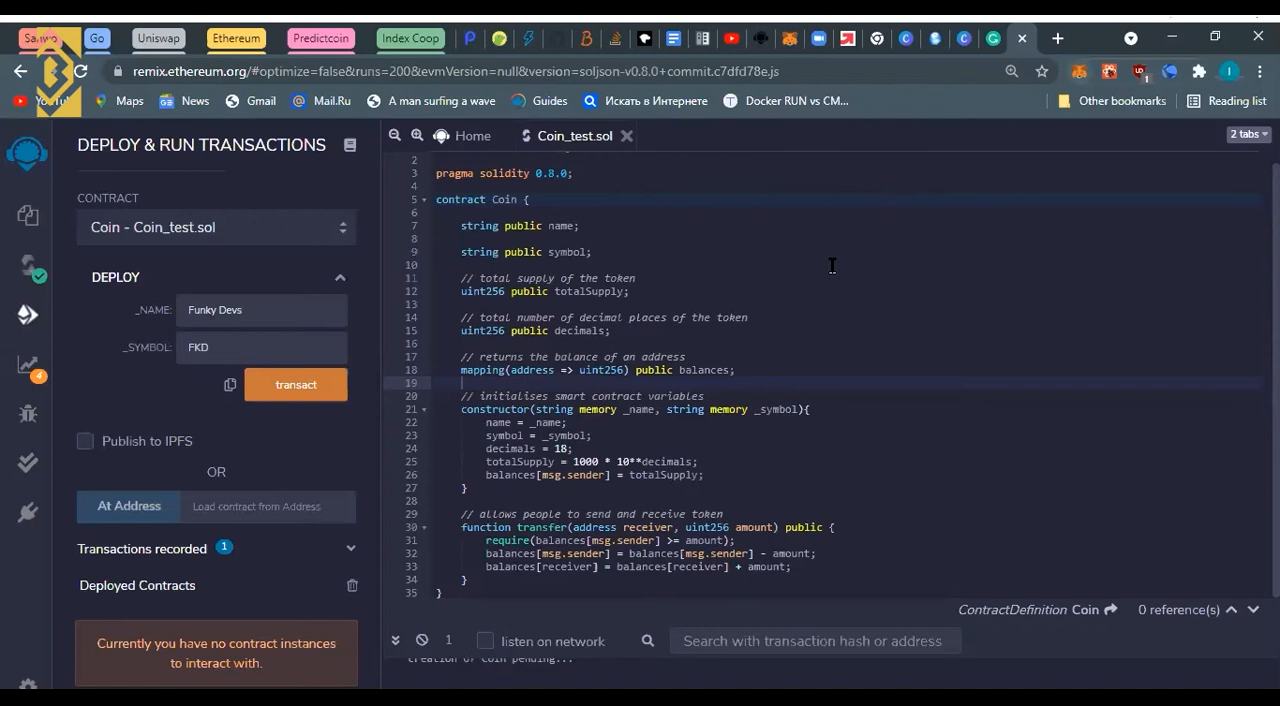 Uniswap
Ethereum
Predictcoin
Index Coop
Go
remix.ethereum.org/#optimize=false&runs=200&evmVersion=null&version=soljson-v0.8.0+commit.c7dfd78e.js
Maps
News
Gmail
Mail.Ru
A man surfing a wave
Guides
Искать в Интернете
Docker RUN vs CM...
Other bookmarks
Reading list
DEPLOY & RUN TRANSACTIONS
CONTRACT
Coin - Coin_test.sol
DEPLOY
_NAME: Funky Devs
_SYMBOL: FKD
transact
Publish to IPFS
OR
At Address Load contract from Address
Transactions recorded 1
Deployed Contracts
Currently you have no contract instances
to interact with.
4
Home
Coin_test.sol
2 tabs
2
3 pragma solidity 0.8.0;
4
5 contract Coin {
6
7 string public name;
8
9 string public symbol;
10
11 // total supply of the token
12 uint256 public totalSupply;
13
14 // total number of decimal places of the token
15 uint256 public decimals;
16
17 // returns the balance of an address
18 mapping(address => uint256) public balances;
19
20 // initialises smart contract variables
21 constructor(string memory _name, string memory _symbol){
22 name = _name;
23 symbol = _symbol;
24 decimals = 18;
25 totalSupply = 1000 * 10**decimals;
26 balances[msg.sender] = totalSupply;
27 }
28
29 // allows people to send and receive token
30 function transfer(address receiver, uint256 amount) public {
31 require(balances[msg.sender] >= amount);
32 balances[msg.sender] = balances[msg.sender] - amount;
33 balances[receiver] = balances[receiver] + amount;
34 }
35 }
ContractDefinition Coin 0 reference(s)
1 listen on network Search with transaction hash or address
creation of Coin pending...